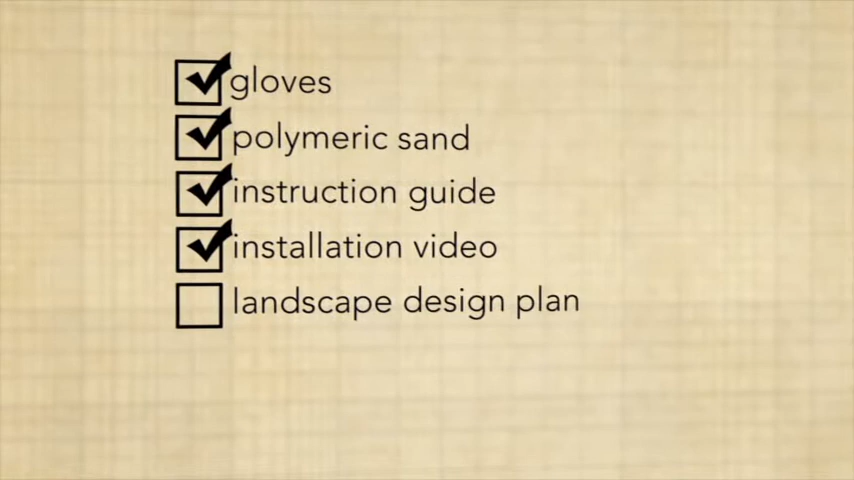 gloves
polymeric sand
instruction guide
installation video
landscape design plan